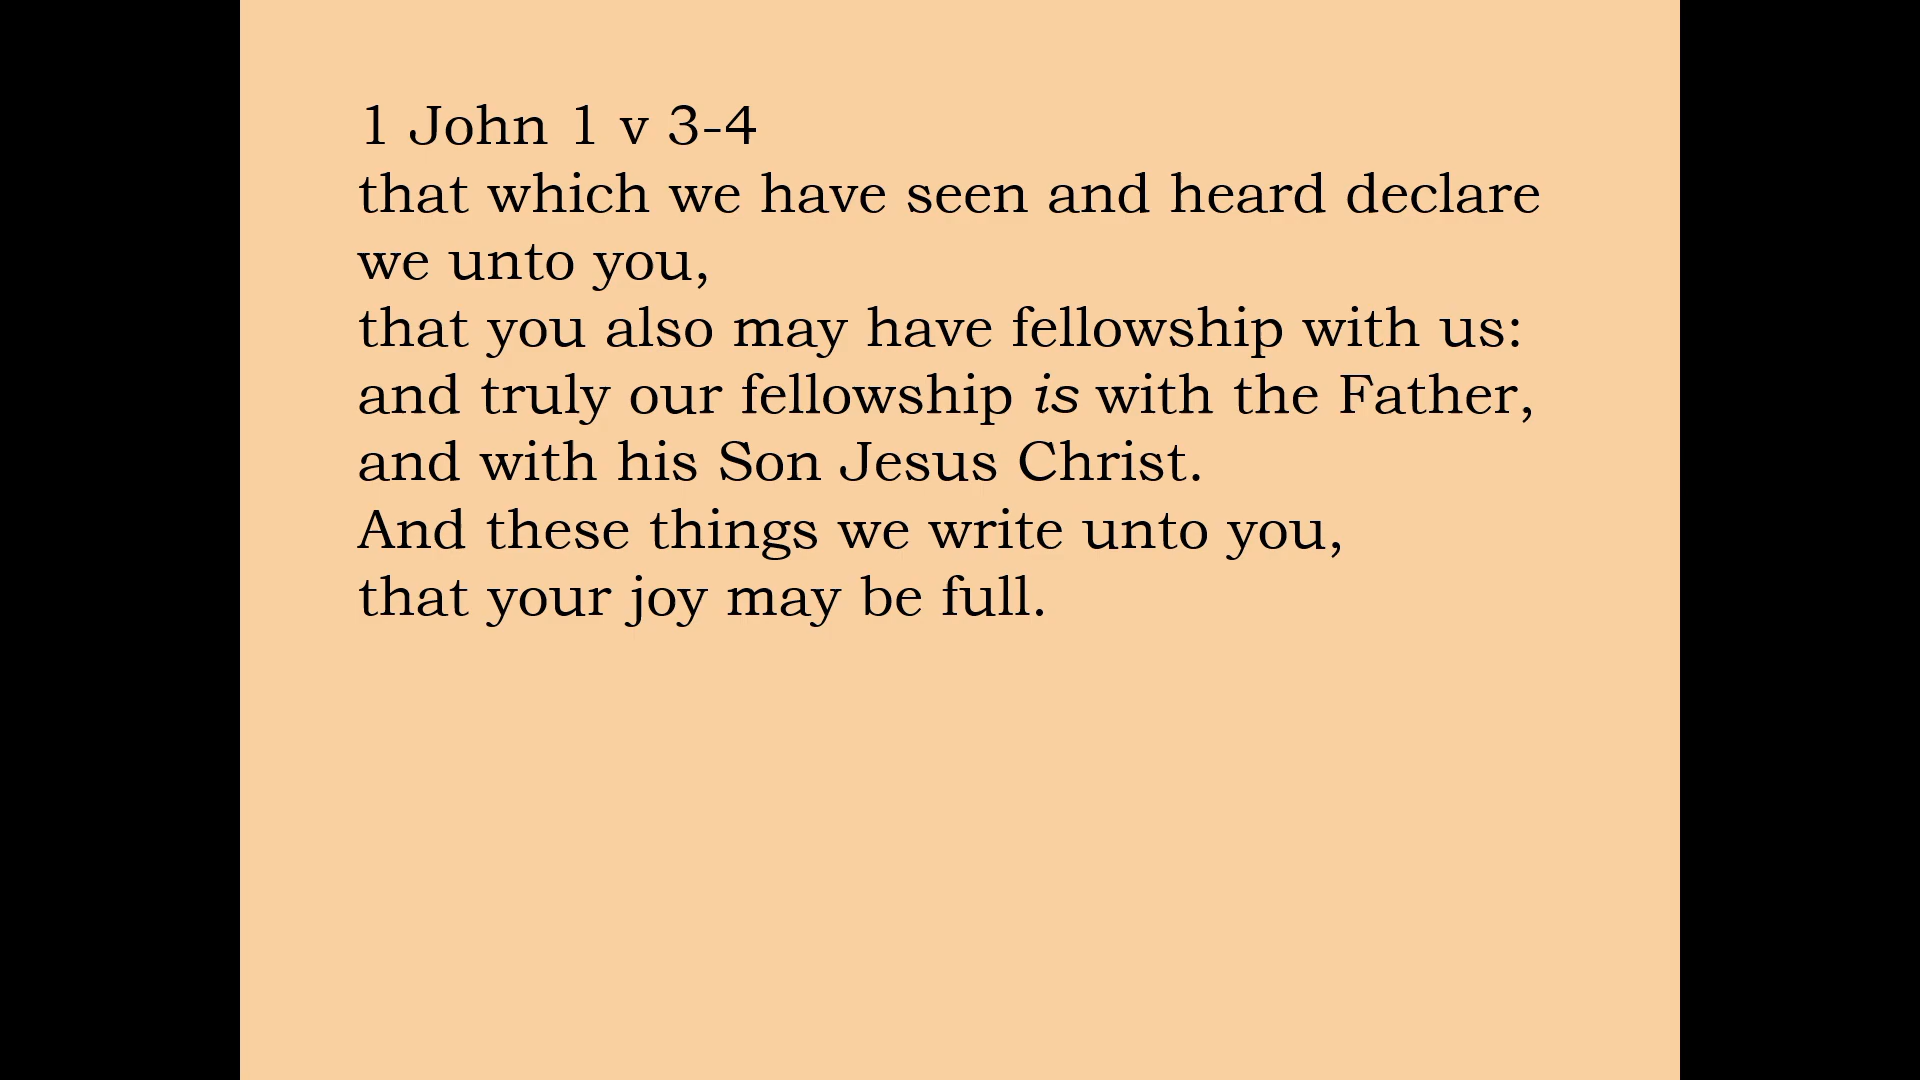 1 John 1 v 3-4
that which we have seen and heard declare
we unto you,
that you also may have fellowship with us:
and truly our fellowship is with the Father,
and with his Son Jesus Christ.
And these things we write unto you,
that your joy may be full.